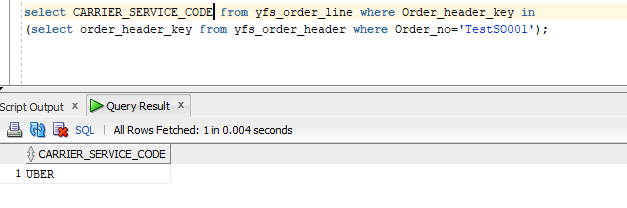 select CARRIER_SERVICE_CODE from yfs_order_line where Order_header_key in
(select order_header_key from yfs_order_header where Order_no='TestSO001');
Script Output x Query Result x
SQL | All Rows Fetched: 1 in 0.004 seconds
CARRIER_SERVICE_CODE
1 UBER